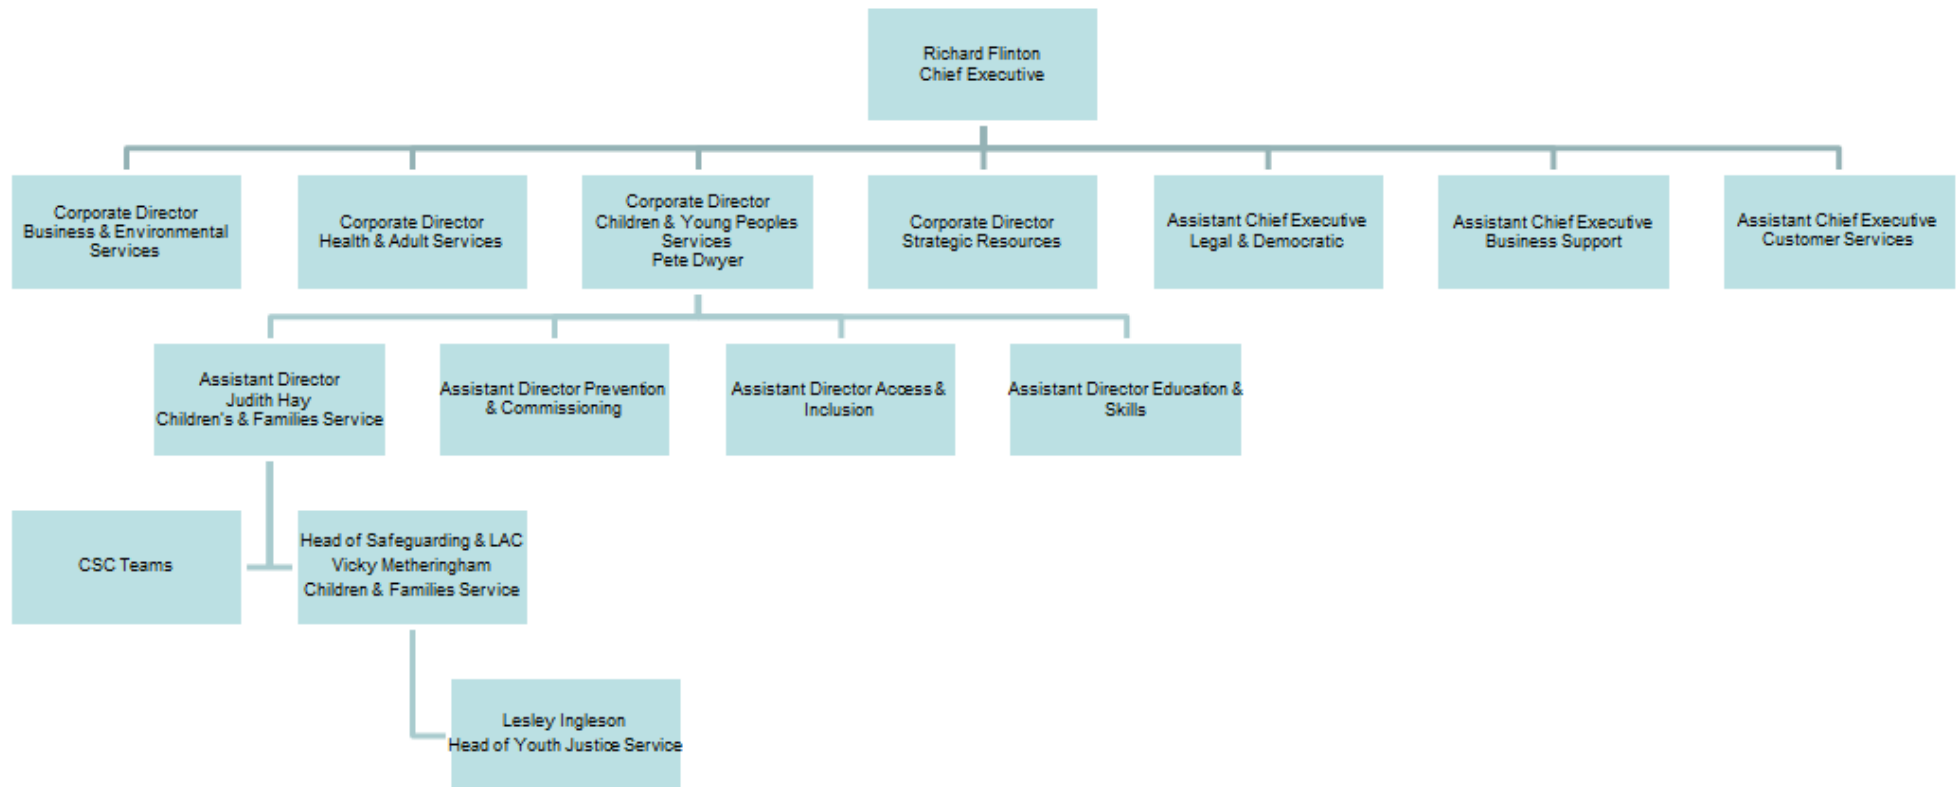 Richard Flinton
Chief Executive
Corporate Director
Business & Environmental
Services
Corporate Director
Health & Adult Services
Corporate Director
Children & Young Peoples
Services
Pete Dwyer
Corporate Director
Strategic Resources
Assistant Chief Executive
Legal & Democratic
Assistant Chief Executive
Business Support
Assistant Chief Executive
Customer Services
Assistant Director
Judith Hay
Children's & Families Service
Assistant Director Prevention
& Commissioning
Assistant Director Access &
Inclusion
Assistant Director Education &
Skills
CSC Teams
Head of Safeguarding & LAC
Vicky Metheringham
Children & Families Service
Lesley Ingleson
Head of Youth Justice Service